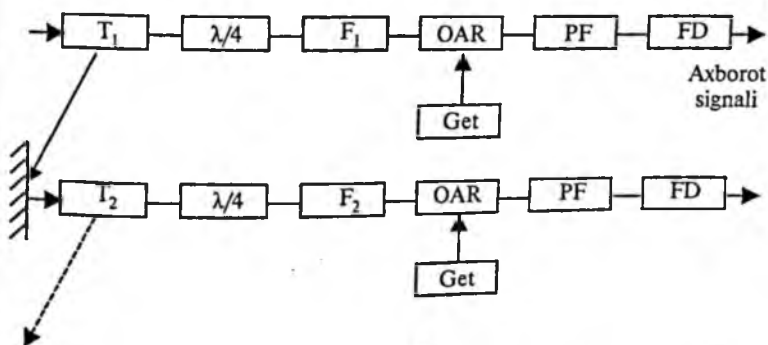 T₁ λ/4 F₁ OAR PF FD
Axborot
signali
Get
T₂ λ/4 F₂ OAR PF FD
Get